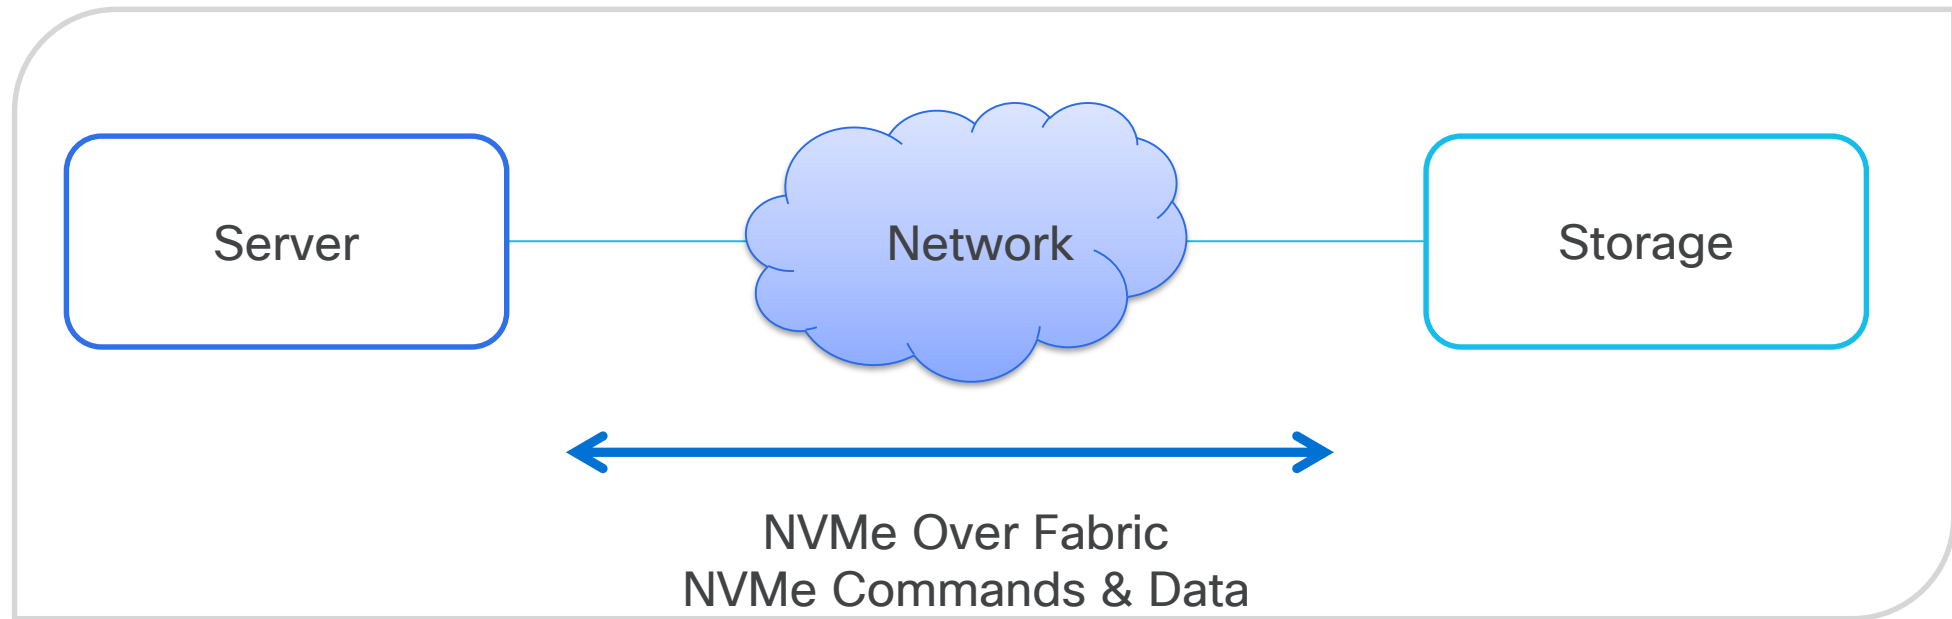 Server
Network
Storage
NVMe Over Fabric
NVMe Commands & Data